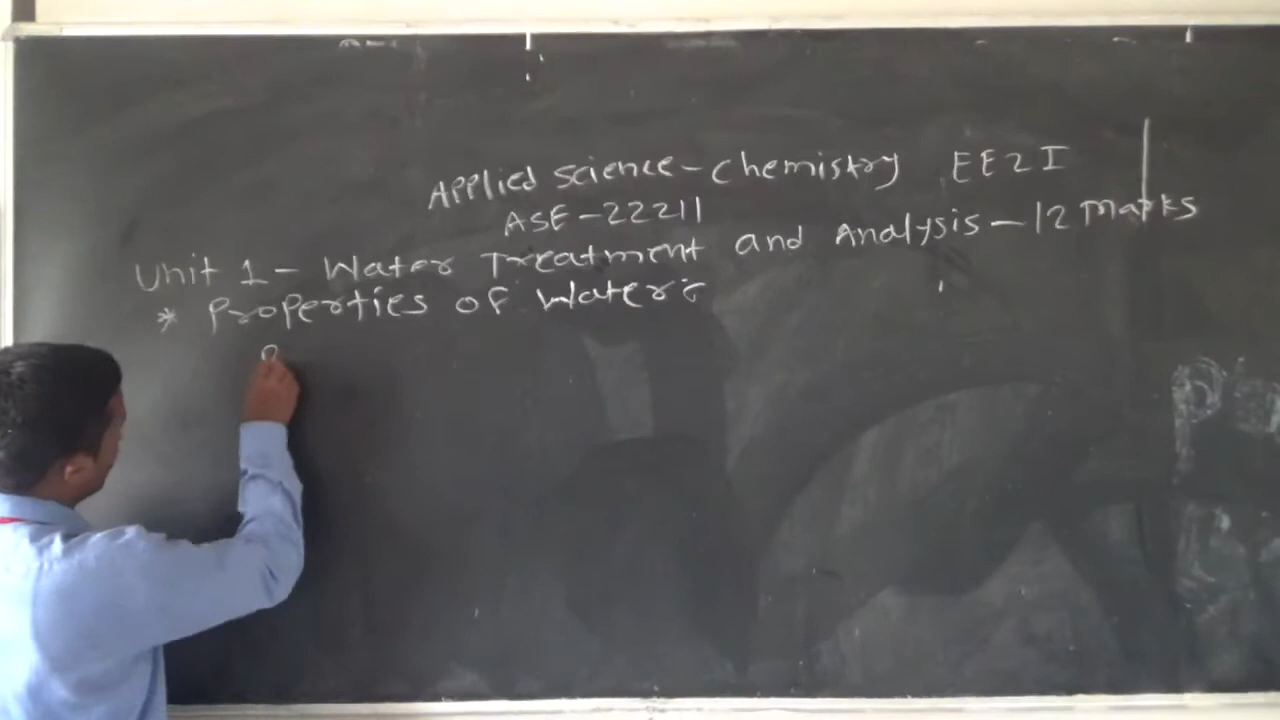 Applied Science-Chemistry EE2I
ASE-22211
Unit 1- Water Treatment and Analysis-12 Marks
* Properties of Water: